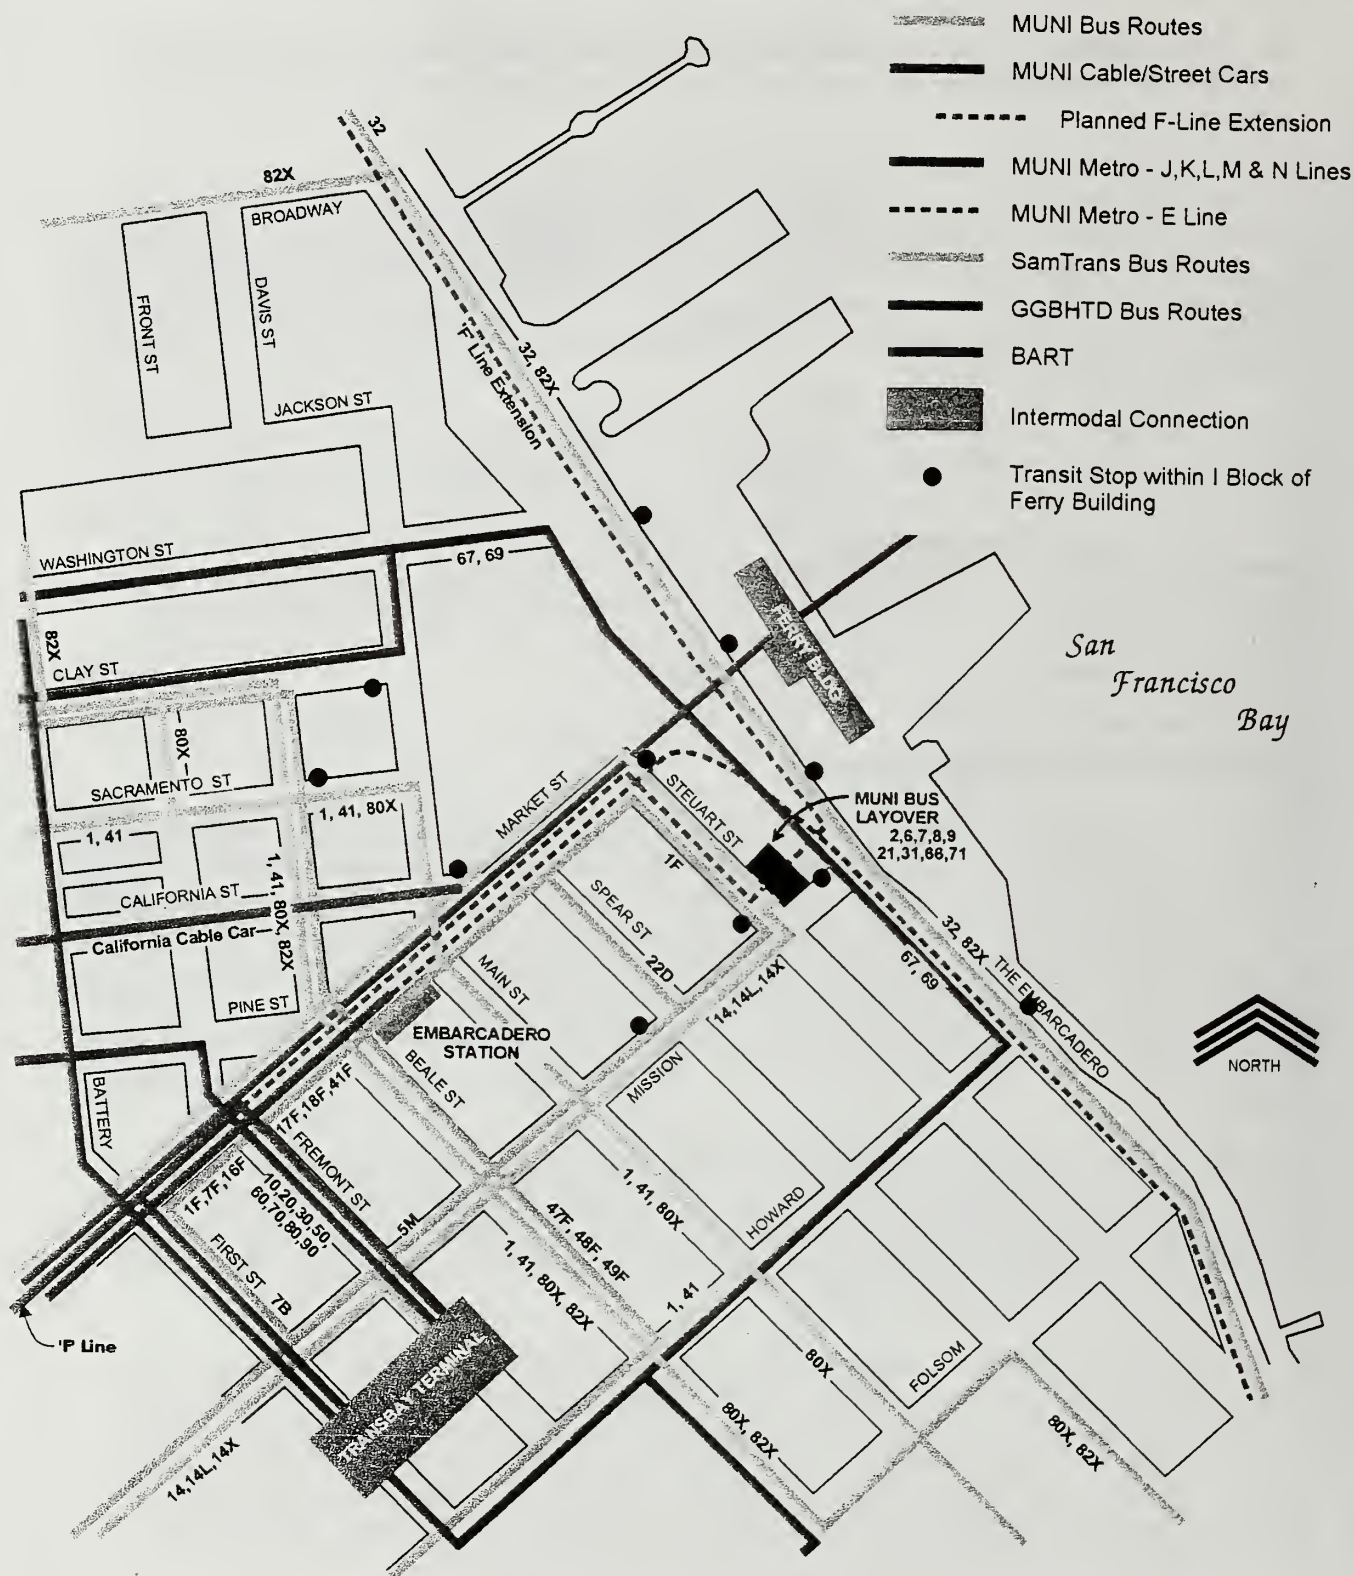 MUNI Bus Routes
MUNI Cable/Street Cars
Planned F-Line Extension
MUNI Metro - J,K,L,M & N Lines
MUNI Metro - E Line
SamTrans Bus Routes
GGBHTD Bus Routes
BART
Intermodal Connection
Transit Stop within I Block of
Ferry Building
32
82X
BROADWAY
FRONT ST
DAVIS ST
JACKSON ST
32, 82X
'F' Line Extension
WASHINGTON ST
67, 69
82X
CLAY ST
FERRY BLDG
San
Francisco
Bay
80X
SACRAMENTO ST
1, 41, 80X
1, 41
MARKET ST
STEUART ST
MUNI BUS
LAYOVER
2,6,7,8,9
21,31,66,71
1F
CALIFORNIA ST
California Cable Car
1, 41, 80X, 82X
SPEAR ST
22D
14,14L,14X
67, 69
32, 82X
THE EMBARCADERO
PINE ST
MAIN ST
EMBARCADERO
STATION
NORTH
BATTERY
17F,18F,41F
BEALE ST
MISSION
FREMONT ST
1F,7F,16F
10,20,30,50,
60,70,80,90
5M
1, 41, 80X
HOWARD
47F, 48F, 49F
1, 41, 80X, 82X
FIRST ST
7B
1, 41
'P Line
TRANSBAY TERMINAL
80X
FOLSOM
80X, 82X
80X, 82X
14,14L,14X